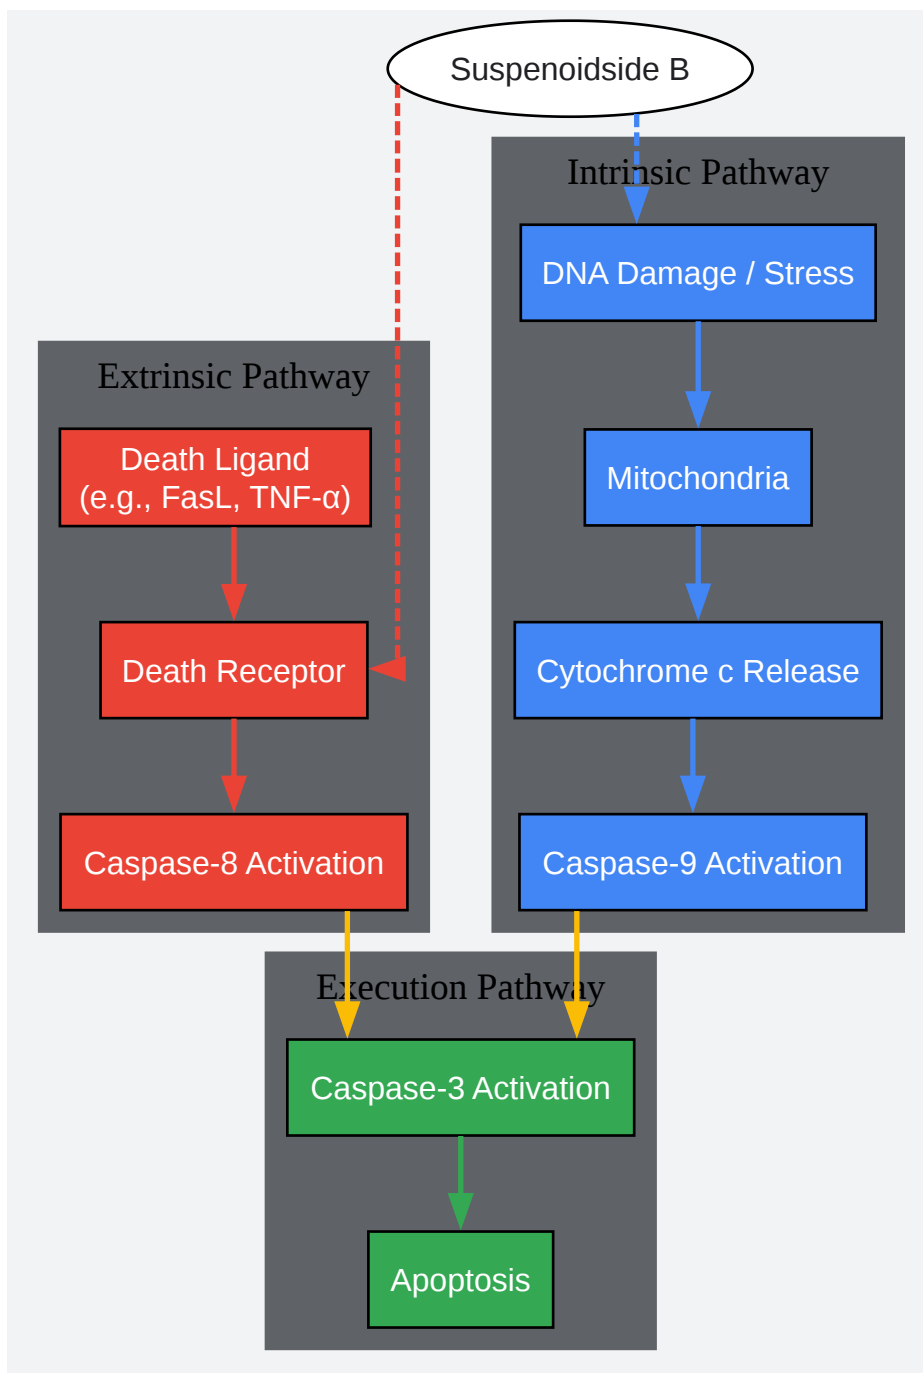 Suspenoidside B
Intrinsic Pathway
DNA Damage / Stress
Mitochondria
Cytochrome c Release
Caspase-9 Activation
Extrinsic Pathway
Death Ligand
(e.g., FasL, TNF-α)
Death Receptor
Caspase-8 Activation
Execution Pathway
Caspase-3 Activation
Apoptosis